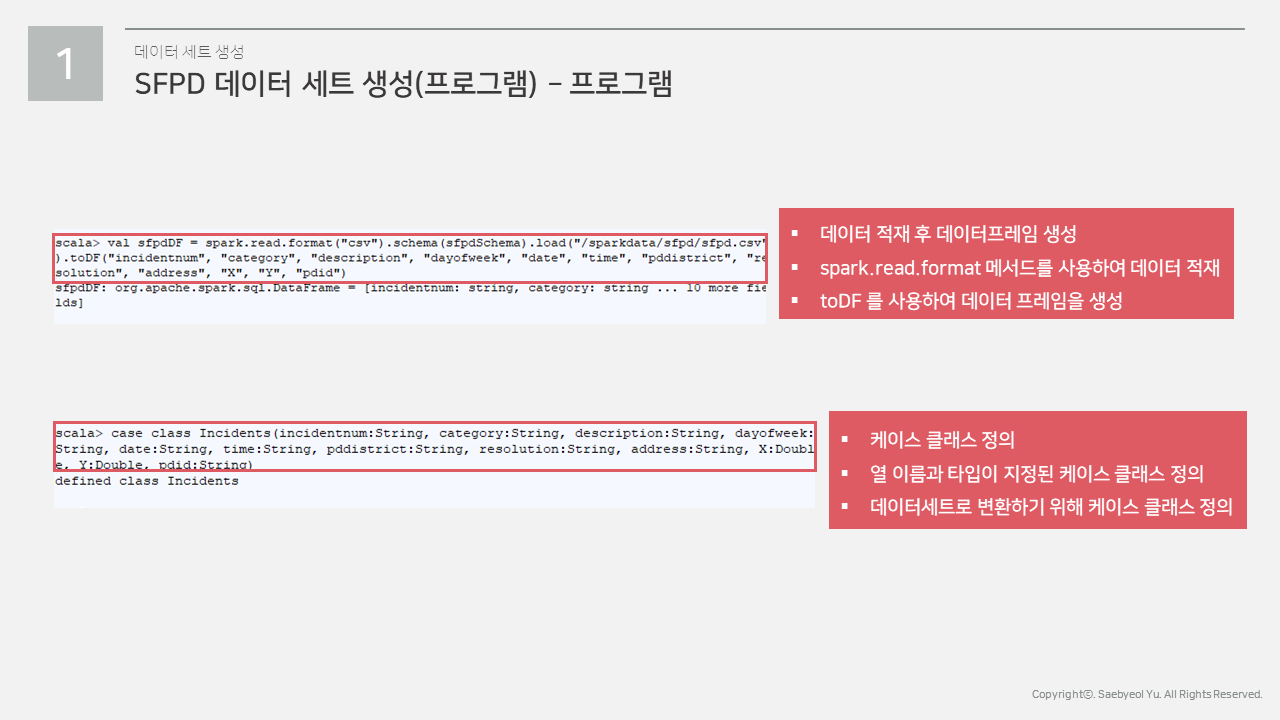 1
데이터 세트 생성
SFPD 데이터 세트 생성(프로그램) – 프로그램
scala> val sfpdDF = spark.read.format("csv").schema(sfpdSchema).load("/sparkdata/sfpd/sfpd.csv"
).toDF("incidentnum", "category", "description", "dayofweek", "date", "time", "pddistrict", "re
solution", "address", "X", "Y", "pdid")
sfpdDF: org.apache.spark.sql.DataFrame = [incidentnum: string, category: string ... 10 more fie
lds]
▪ 데이터 적재 후 데이터프레임 생성
▪ spark.read.format 메서드를 사용하여 데이터 적재
▪ toDF 를 사용하여 데이터 프레임을 생성
scala> case class Incidents(incidentnum:String, category:String, description:String, dayofweek:
String, date:String, time:String, pddistrict:String, resolution:String, address:String, X:Doubl
e, Y:Double, pdid:String)
defined class Incidents
▪ 케이스 클래스 정의
▪ 열 이름과 타입이 지정된 케이스 클래스 정의
▪ 데이터세트로 변환하기 위해 케이스 클래스 정의
Copyrightⓒ. Saebyeol Yu. All Rights Reserved.